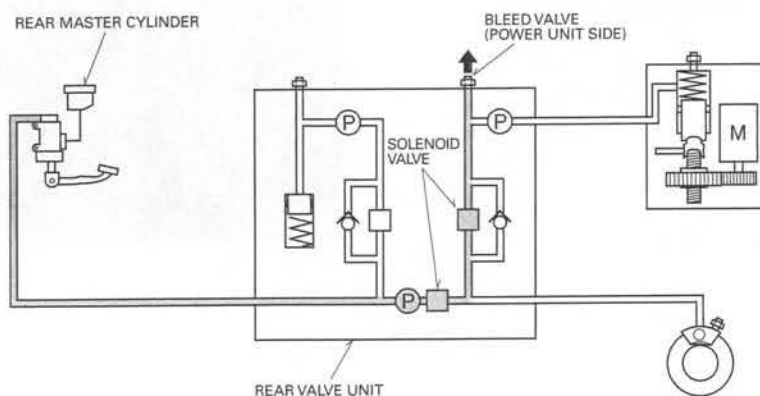 REAR MASTER CYLINDER
BLEED VALVE
(POWER UNIT SIDE)
P
P
SOLENOID
VALVE
M
P
REAR VALVE UNIT